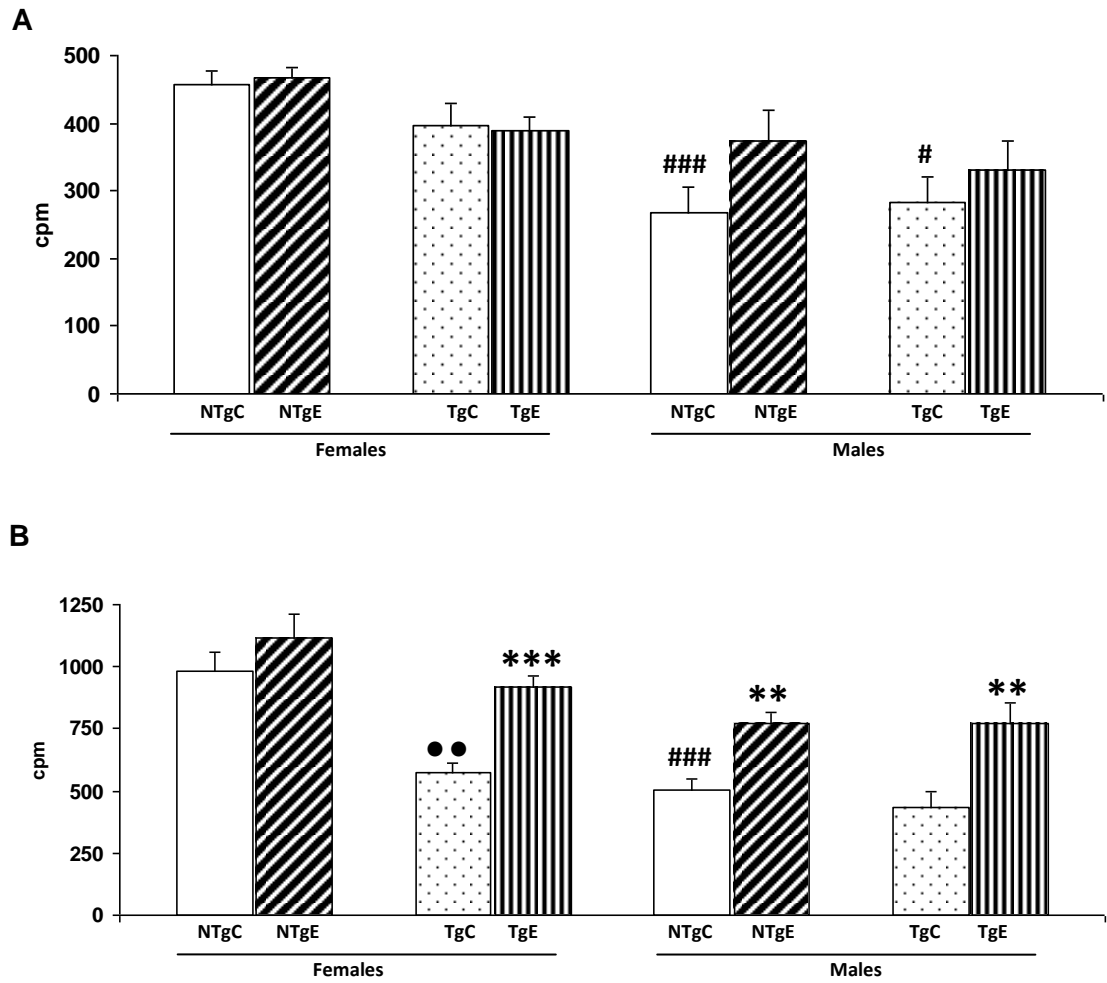 A
500
400
300
200
100
0
cpm
###
#
NTgC NTgE TgC TgE NTgC NTgE TgC TgE
Females Males
B
1250
1000
750
500
250
0
cpm
●●
***
###
**
**
NTgC NTgE TgC TgE NTgC NTgE TgC TgE
Females Males